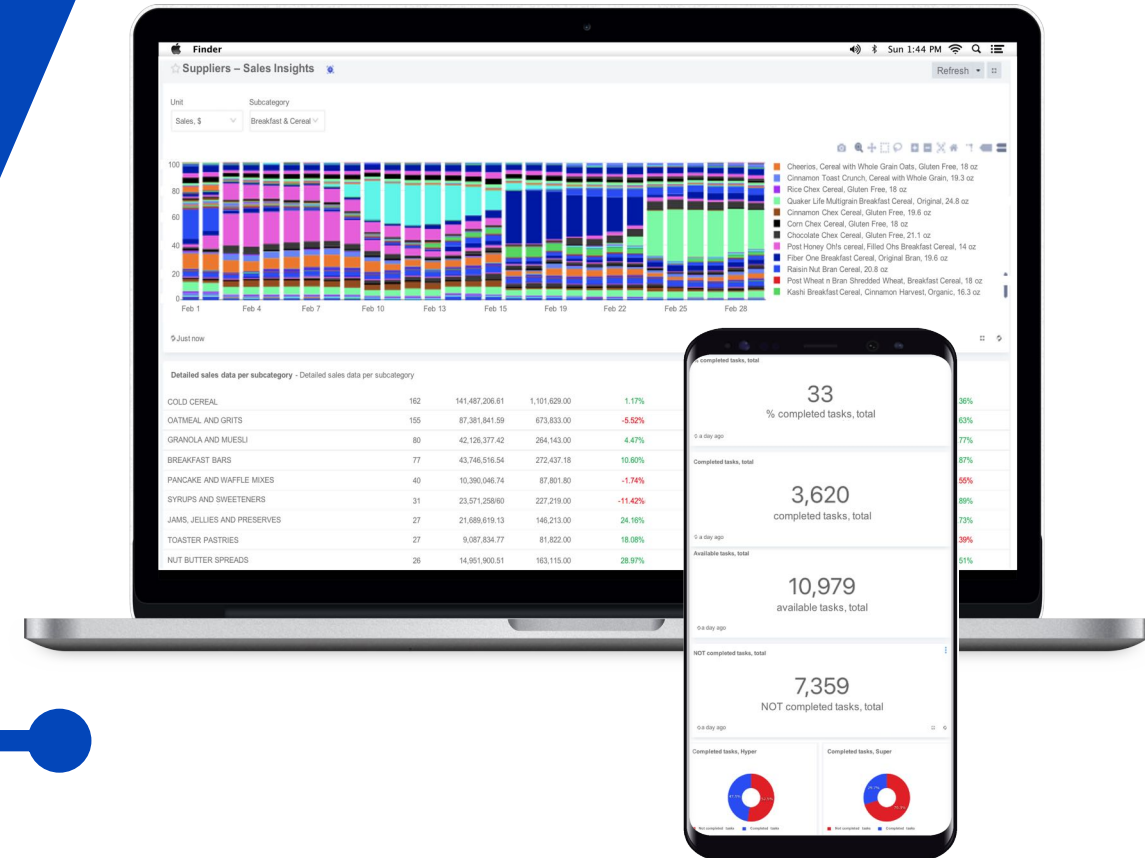 Finder
Sun 1:44 PM
Suppliers – Sales Insights
Refresh
Unit
Subcategory
Sales, $
Breakfast & Cereal
100
80
60
40
20
0
Feb 1
Feb 4
Feb 7
Feb 10
Feb 13
Feb 15
Feb 19
Feb 22
Feb 25
Feb 28
Cheerios, Cereal with Whole Grain Oats, Gluten Free, 18 oz
Cinnamon Toast Crunch, Cereal with Whole Grain, 19.3 oz
Rice Chex Cereal, Gluten Free, 18 oz
Quaker Life Multigrain Breakfast Cereal, Original, 24.8 oz
Cinnamon Chex Cereal, Gluten Free, 19.6 oz
Corn Chex Cereal, Gluten Free, 18 oz
Chocolate Chex Cereal, Gluten Free, 21.1 oz
Post Honey Oh!s cereal, Filled Ohs Breakfast Cereal, 14 oz
Fiber One Breakfast Cereal, Original Bran, 19.6 oz
Raisin Nut Bran Cereal, 20.8 oz
Post Wheat n Bran Shredded Wheat, Breakfast Cereal, 18 oz
Kashi Breakfast Cereal, Cinnamon Harvest, Organic, 16.3 oz
Just now
Detailed sales data per subcategory - Detailed sales data per subcategory
COLD CEREAL 162 141,487,206.61 1,101,629.00 1.17% 36%
OATMEAL AND GRITS 155 87,381,841.59 673,833.00 -5.52% 63%
GRANOLA AND MUESLI 80 42,126,377.42 264,143.00 4.47% 77%
BREAKFAST BARS 77 43,746,516.54 272,437.18 10.60% 87%
PANCAKE AND WAFFLE MIXES 40 10,390,046.74 87,801.80 -1.74% 55%
SYRUPS AND SWEETENERS 31 23,571,258/60 227,219.00 -11.42% 89%
JAMS, JELLIES AND PRESERVES 27 21,689,619.13 146,213.00 24.16% 73%
TOASTER PASTRIES 27 9,087,834.77 81,822.00 18.08% 39%
NUT BUTTER SPREADS 26 14,951,900.51 163,115.00 28.97% 51%
% completed tasks, total
33
% completed tasks, total
a day ago
Completed tasks, total
3,620
completed tasks, total
a day ago
Available tasks, total
10,979
available tasks, total
a day ago
NOT completed tasks, total
7,359
NOT completed tasks, total
a day ago
Completed tasks, Hyper
Completed tasks, Super
Not completed tasks Completed tasks
Not completed tasks Completed tasks